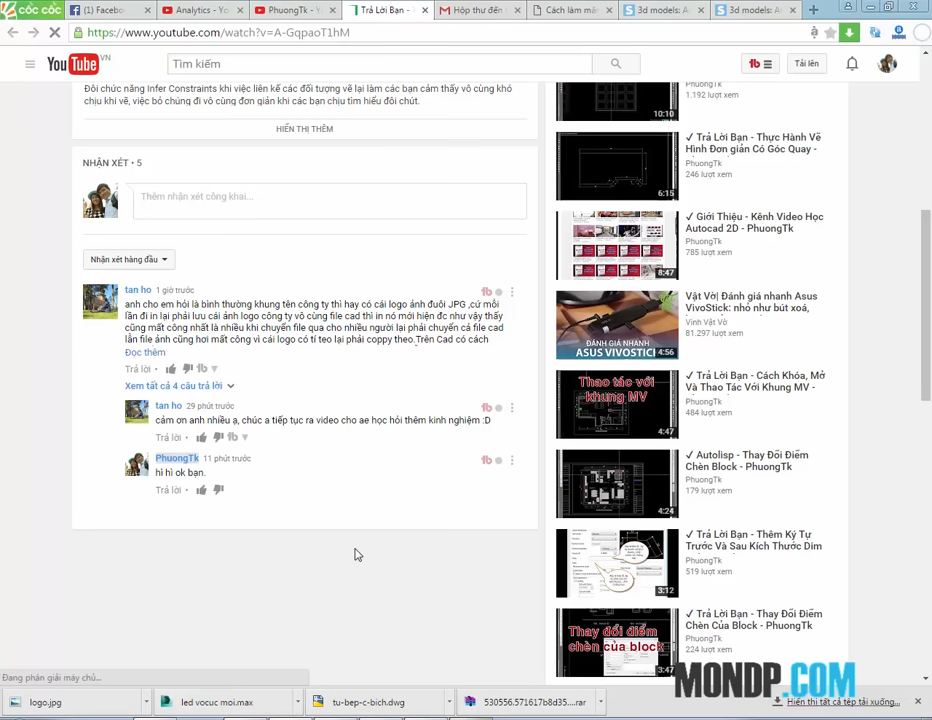 cốc cốc
(1) Facebook
Analytics - You
PhuongTk - Yo
Trả Lời Bạn -
Hộp thư đến
Cách làm màn
3d models: A
3d models: A
https://www.youtube.com/watch?v=A-GqpaoT1hM
YouTube VN
Tìm kiếm
Tải lên
Đôi chức năng Infer Constraints khi việc liên kế các đối tượng vẽ lại làm các bạn cảm thấy vô cùng khó
chịu khi vẽ, việc bỏ chúng đi vô cùng đơn giản khi các bạn chịu tìm hiểu đôi chút.
HIỂN THỊ THÊM
NHẬN XÉT • 5
Thêm nhận xét công khai...
Nhận xét hàng đầu
tan ho 1 giờ trước
anh cho em hỏi là bình thường khung tên công ty thì hay có cái logo ảnh đuôi JPG ,cứ mỗi
lần đi in lại phải lưu cái ảnh logo công ty vô cùng file cad thì in nó mới hiện đc như vậy thấy
cũng mất công nhất là nhiều khi chuyển file qua cho nhiều người lại phải chuyển cả file cad
lẫn file ảnh cũng hơi mất công vì cái logo có tí teo lại phải coppy theo.Trên Cad có cách
Đọc thêm
Trả lời
Xem tất cả 4 câu trả lời
tan ho 29 phút trước
cảm ơn anh nhiều ạ, chúc a tiếp tục ra video cho ae học hỏi thêm kinh nghiệm :D
Trả lời
PhuongTk 11 phút trước
hì hì ok bạn.
Trả lời
10:10
1.192 lượt xem
6:15
✓ Trả Lời Bạn - Thực Hành Vẽ
Hình Đơn giản Có Góc Quay -
PhuongTk
246 lượt xem
8:47
✓ Giới Thiệu - Kênh Video Học
Autocad 2D - PhuongTk
PhuongTk
785 lượt xem
ĐÁNH GIÁ NHANH
ASUS VIVOSTICK
4:56
Vật Vờ| Đánh giá nhanh Asus
VivoStick: nhỏ như bút xoá,
Vinh Vật Vờ
81.297 lượt xem
Thao tác với
khung MV
4:47
✓ Trả Lời Bạn - Cách Khóa, Mở
Và Thao Tác Với Khung MV -
PhuongTk
484 lượt xem
4:24
✓ Autolisp - Thay Đổi Điểm
Chèn Block - PhuongTk
PhuongTk
179 lượt xem
3:12
✓ Trả Lời Bạn - Thêm Ký Tự
Trước Và Sau Kích Thước Dim
PhuongTk
519 lượt xem
Thay đổi điểm
chèn của block
3:47
✓ Trả Lời Bạn - Thay Đổi Điểm
Chèn Của Block - PhuongTk
PhuongTk
224 lượt xem
MONDP.COM
Đang phân giải máy chủ...
logo.jpg
led vocuc moi.max
tu-bep-c-bich.dwg
530556.571617b8d35....rar
Hiển thị tất cả tệp tải xuống...